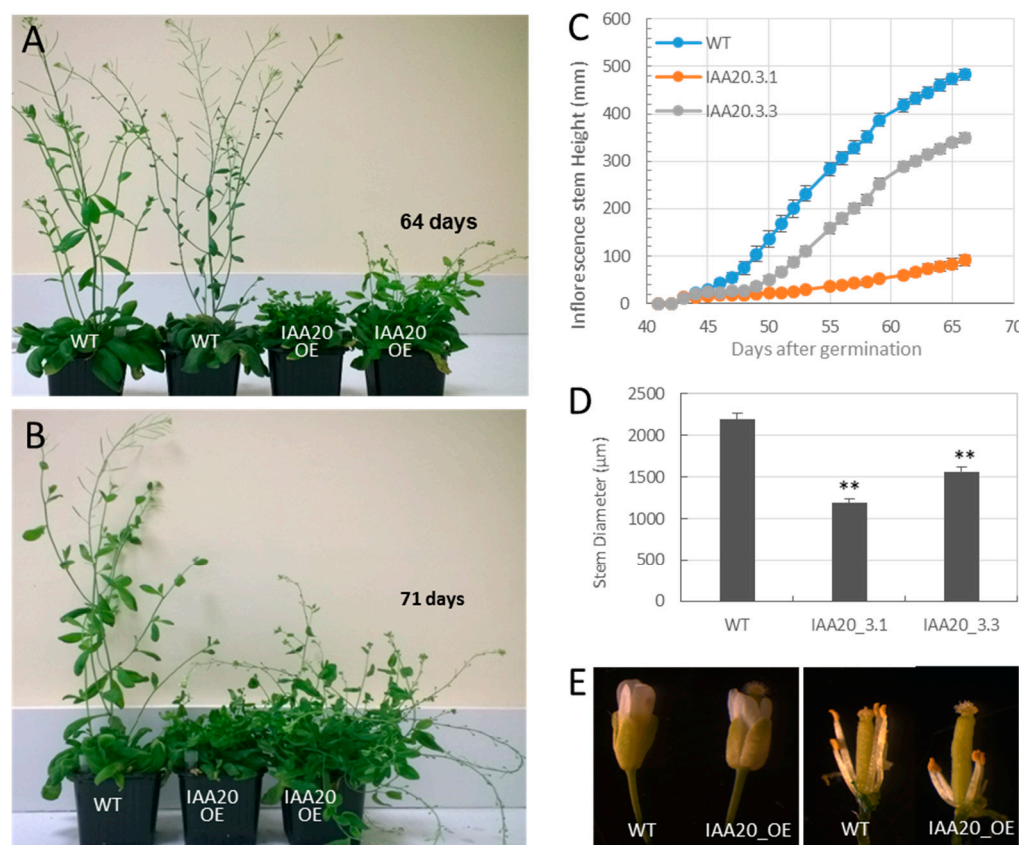 A
64 days
WT
WT
IAA20
OE
IAA20
OE
B
71 days
WT
IAA20
OE
IAA20
OE
C
Inflorescence stem Height (mm)
600
500
400
300
200
100
0
WT
IAA20.3.1
IAA20.3.3
40 45 50 55 60 65 70
Days after germination
D
Stem Diameter (µm)
2500
2000
1500
1000
500
0
**
**
WT IAA20_3.1 IAA20_3.3
E
WT IAA20_OE WT IAA20_OE